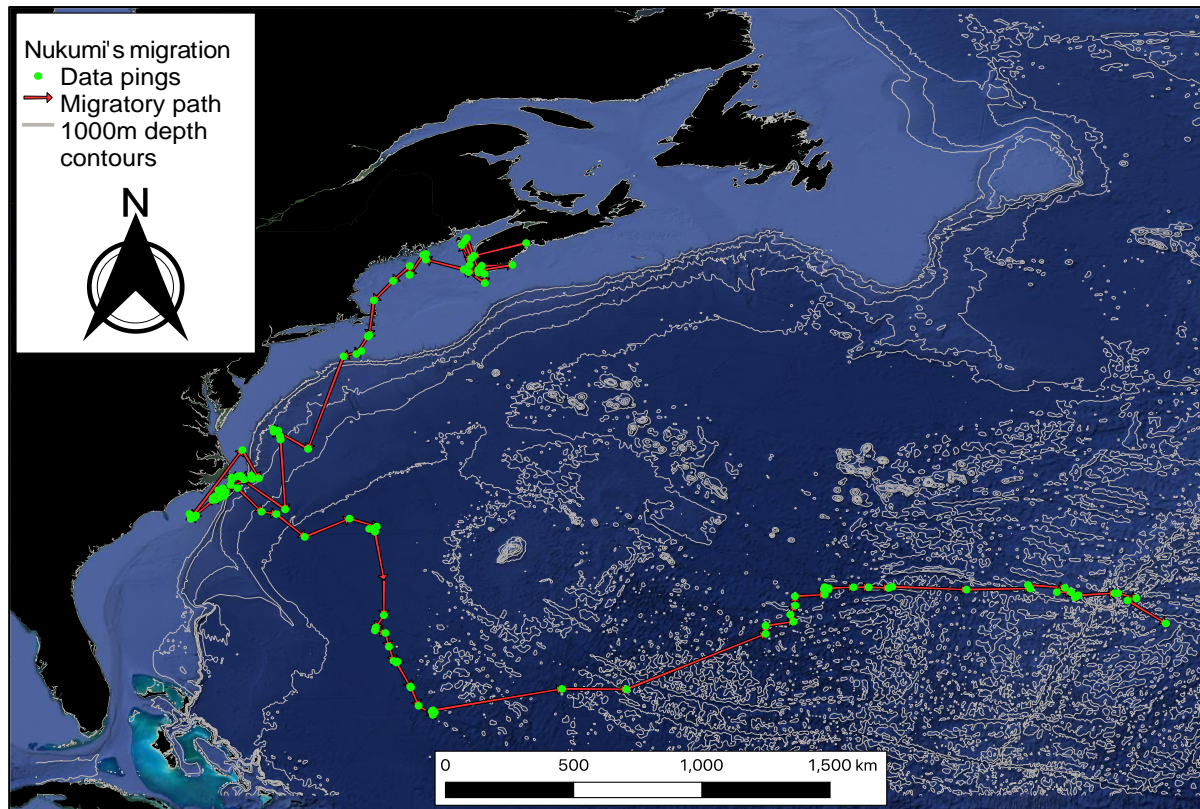 Nukumi's migration
Data pings
Migratory path
1000m depth
contours
N
0 500 1,000 1,500 km